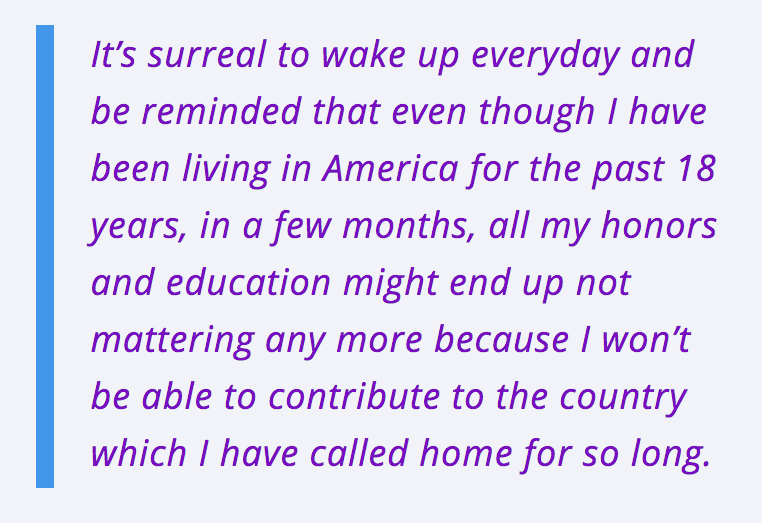 It’s surreal to wake up everyday and
be reminded that even though I have
been living in America for the past 18
years, in a few months, all my honors
and education might end up not
mattering any more because I won’t
be able to contribute to the country
which I have called home for so long.